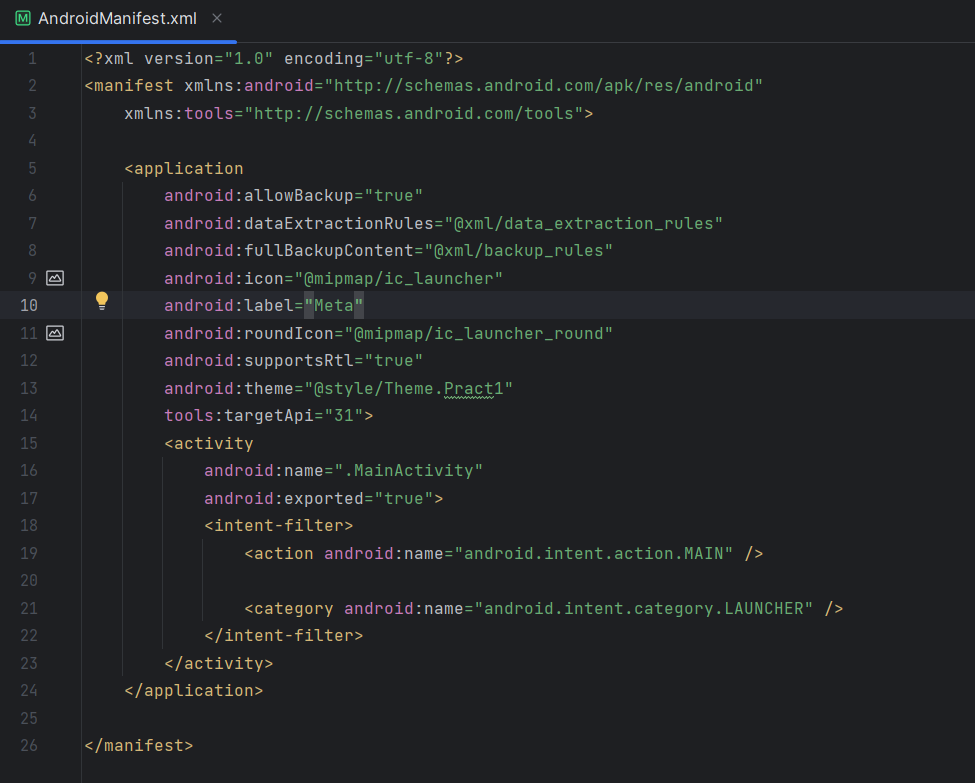 AndroidManifest.xml
1 <?xml version="1.0" encoding="utf-8"?>
2 <manifest xmlns:android="http://schemas.android.com/apk/res/android"
3 xmlns:tools="http://schemas.android.com/tools">
4
5 <application
6 android:allowBackup="true"
7 android:dataExtractionRules="@xml/data_extraction_rules"
8 android:fullBackupContent="@xml/backup_rules"
9 android:icon="@mipmap/ic_launcher"
10 android:label="Meta"
11 android:roundIcon="@mipmap/ic_launcher_round"
12 android:supportsRtl="true"
13 android:theme="@style/Theme.Pract1"
14 tools:targetApi="31">
15 <activity
16 android:name=".MainActivity"
17 android:exported="true">
18 <intent-filter>
19 <action android:name="android.intent.action.MAIN" />
20
21 <category android:name="android.intent.category.LAUNCHER" />
22 </intent-filter>
23 </activity>
24 </application>
25
26 </manifest>